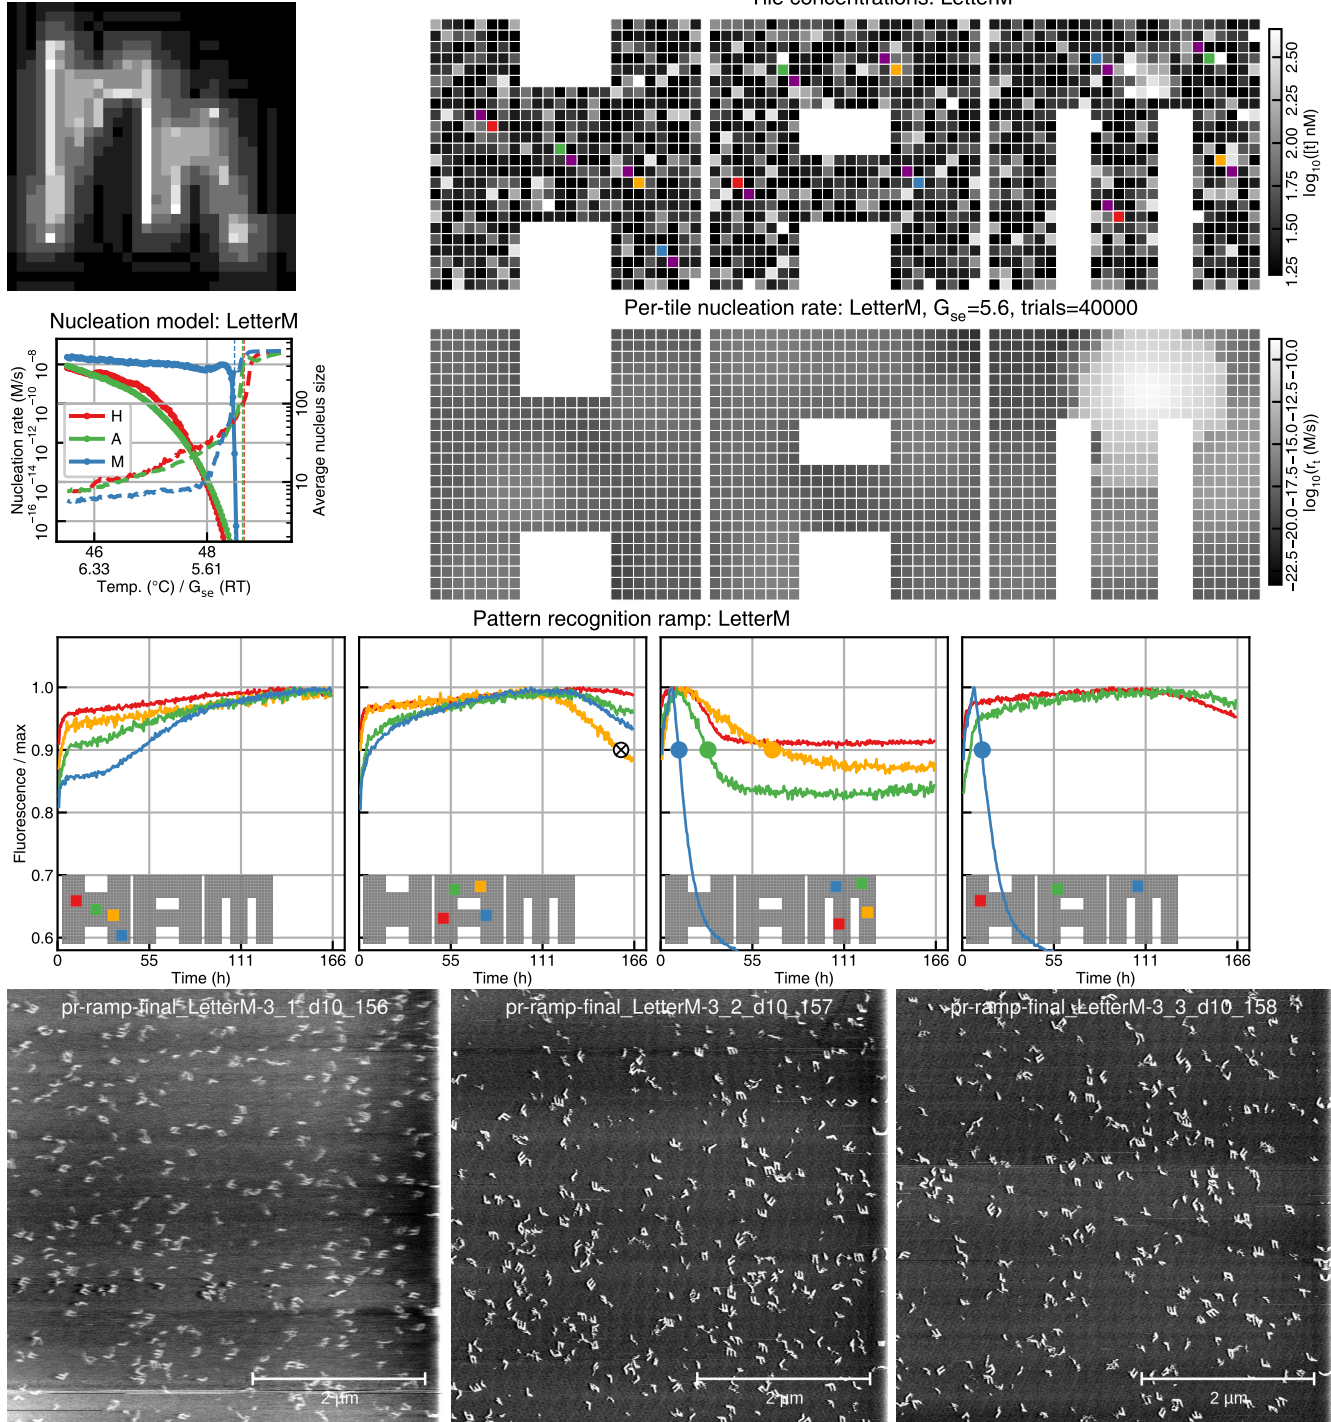 Tile concentrations: LetterM
2.50
2.25
2.00
1.75
1.50
1.25
log10([t] nM)
Nucleation model: LetterM
Nucleation rate (M/s)
10−8
10−10
10−12
10−14
10−16
H
A
M
100
10
Average nucleus size
46
48
6.33
5.61
Temp. (°C) / Gse (RT)
Per-tile nucleation rate: LetterM, Gse=5.6, trials=40000
−10.0
−12.5
−15.0
−17.5
−20.0
−22.5
log10(rt (M/s))
Pattern recognition ramp: LetterM
Fluorescence / max
1.0
0.9
0.8
0.7
0.6
0 55 111 166
0 55 111 166
0 55 111 166
0 55 111 166
Time (h) Time (h) Time (h) Time (h)
pr-ramp-final_LetterM-3_1_d10_156
pr-ramp-final_LetterM-3_2_d10_157
pr-ramp-final_LetterM-3_3_d10_158
2 μm
2 μm
2 μm